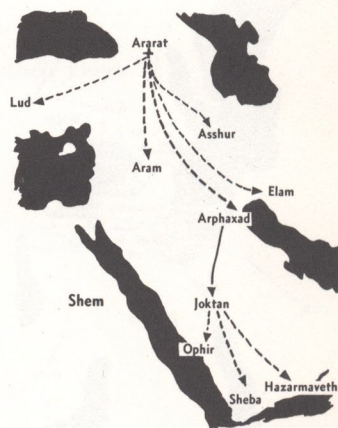 Ararat
Lud
Asshur
Aram
Elam
Arphaxad
Shem
Joktan
Ophir
Hazarmaveth
Sheba